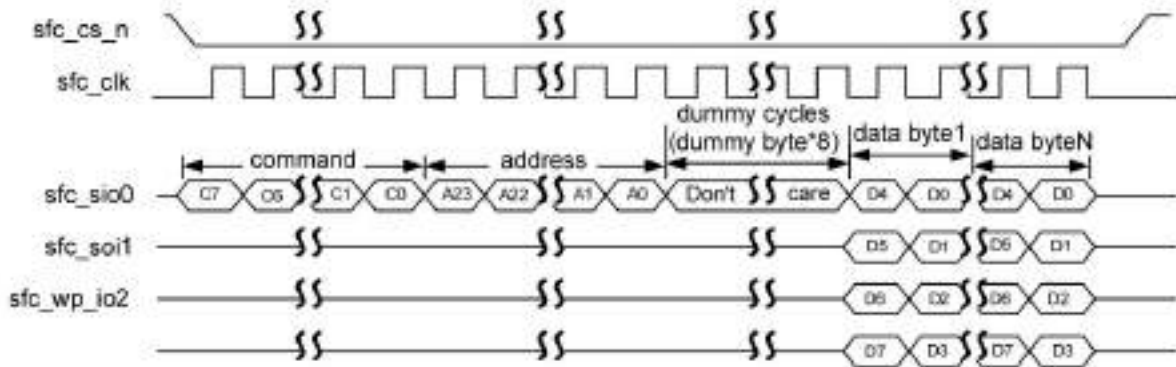 sfc_cs_n
sfc_clk
dummy cycles
command address (dummy byte*8) data byte1 data byteN
sfc_sio0 C7 C6 C1 C0 A23 A22 A1 A0 Don't care D4 D0 D4 D0
sfc_soi1 D5 D1 D5 D1
sfc_wp_io2 D6 D2 D6 D2
D7 D3 D7 D3